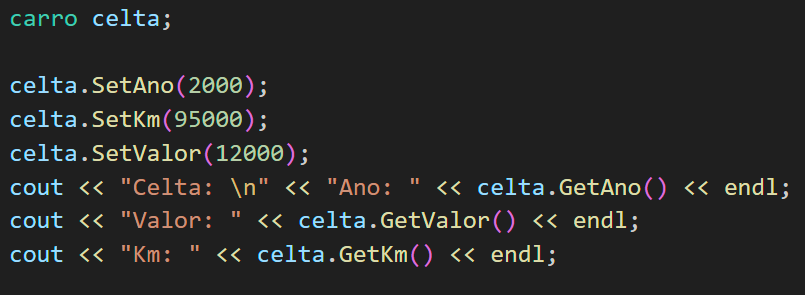 carro celta;
celta.SetAno(2000);
celta.SetKm(95000);
celta.SetValor(12000);
cout << "Celta: \n" << "Ano: " << celta.GetAno() << endl;
cout << "Valor: " << celta.GetValor() << endl;
cout << "Km: " << celta.GetKm() << endl;